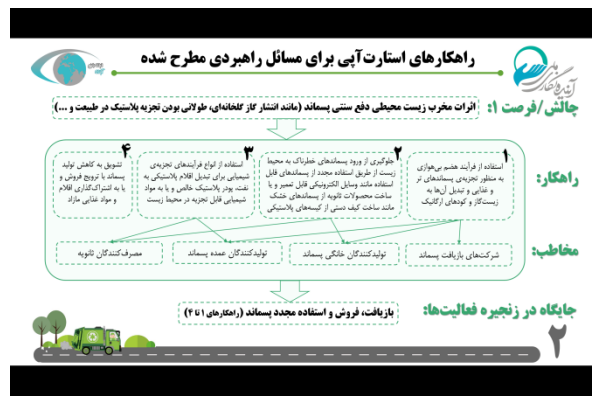 راهکارهای استارت‌آپی برای مسائل راهبردی مطرح شده
چالش/فرصت ۱:
اثرات مخرب زیست محیطی دفع سنتی پسماند (مانند انتشار گاز گلخانه‌ای، طولانی بودن تجزیه پلاستیک در طبیعت و ...)
راهکار:
۱
استفاده از فرآیند هضم بی‌هوازی
به منظور تجزیه‌ی پسماندهای تر
و غذایی و تبدیل آن‌ها به
زیست‌گاز و کودهای ارگانیک
۲
جلوگیری از ورود پسماندهای خطرناک به محیط
زیست از طریق استفاده مجدد از پسماندهای قابل
استفاده مانند وسایل الکترونیکی قابل تعمیر و یا
ساخت محصولات ثانویه از پسماندهای خشک
مانند ساخت کیف دستی از کیسه‌های پلاستیکی
۳
استفاده از انواع فرآیندهای تجزیه‌ی
شیمیایی برای تبدیل اقلام پلاستیکی به
نفت، پودر پلاستیک خالص و یا به مواد
شیمیایی قابل تجزیه در محیط زیست
۴
تشویق به کاهش تولید
پسماند با ترویج فروش و
یا به اشتراک‌گذاری اقلام
و مواد غذایی مازاد
مخاطب:
شرکت‌های بازیافت پسماند
تولیدکنندگان خانگی پسماند
تولیدکنندگان عمده پسماند
مصرف‌کنندگان ثانویه
جایگاه در زنجیره فعالیت‌ها:
بازیافت، فروش و استفاده مجدد پسماند (راهکارهای ۱ تا ۴)
۲